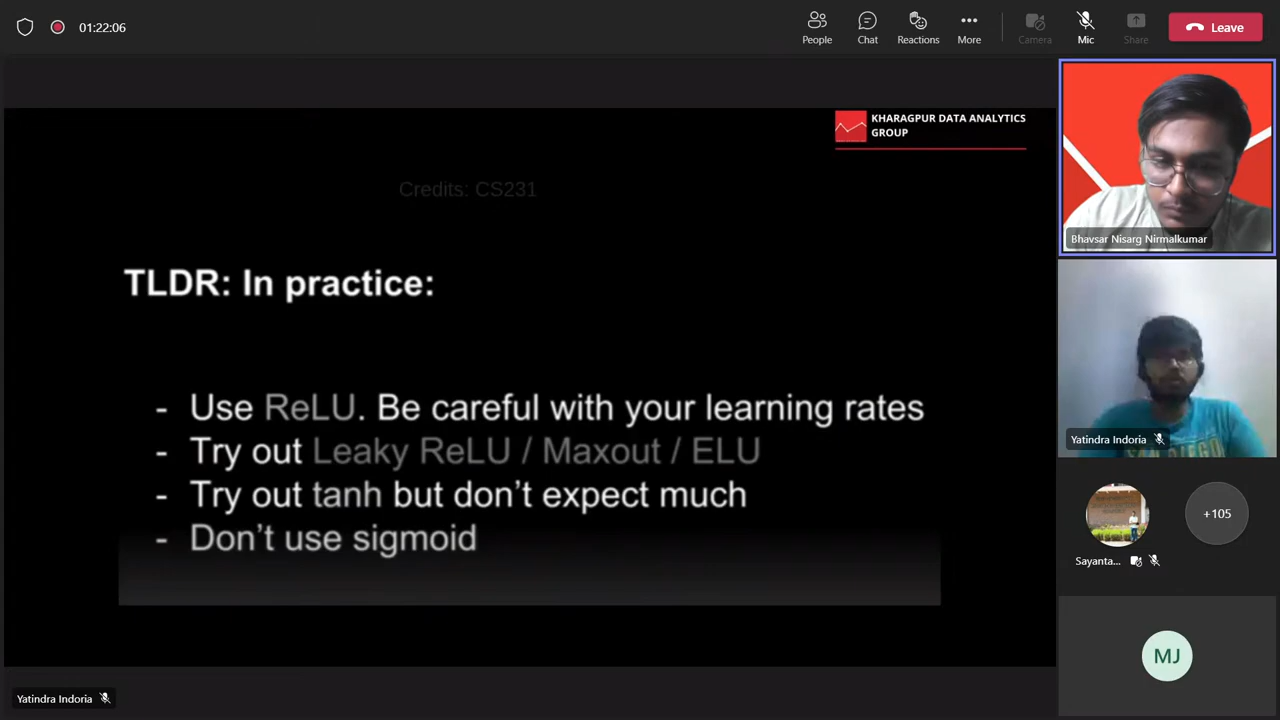 01:22:06
People
Chat
Reactions
More
Camera
Mic
Share
Leave
KHARAGPUR DATA ANALYTICS
GROUP
Credits: CS231
TLDR: In practice:
- Use ReLU. Be careful with your learning rates
- Try out Leaky ReLU / Maxout / ELU
- Try out tanh but don’t expect much
- Don’t use sigmoid
Bhavsar Nisarg Nirmalkumar
Yatindra Indoria
+105
Sayanta...
MJ
Yatindra Indoria